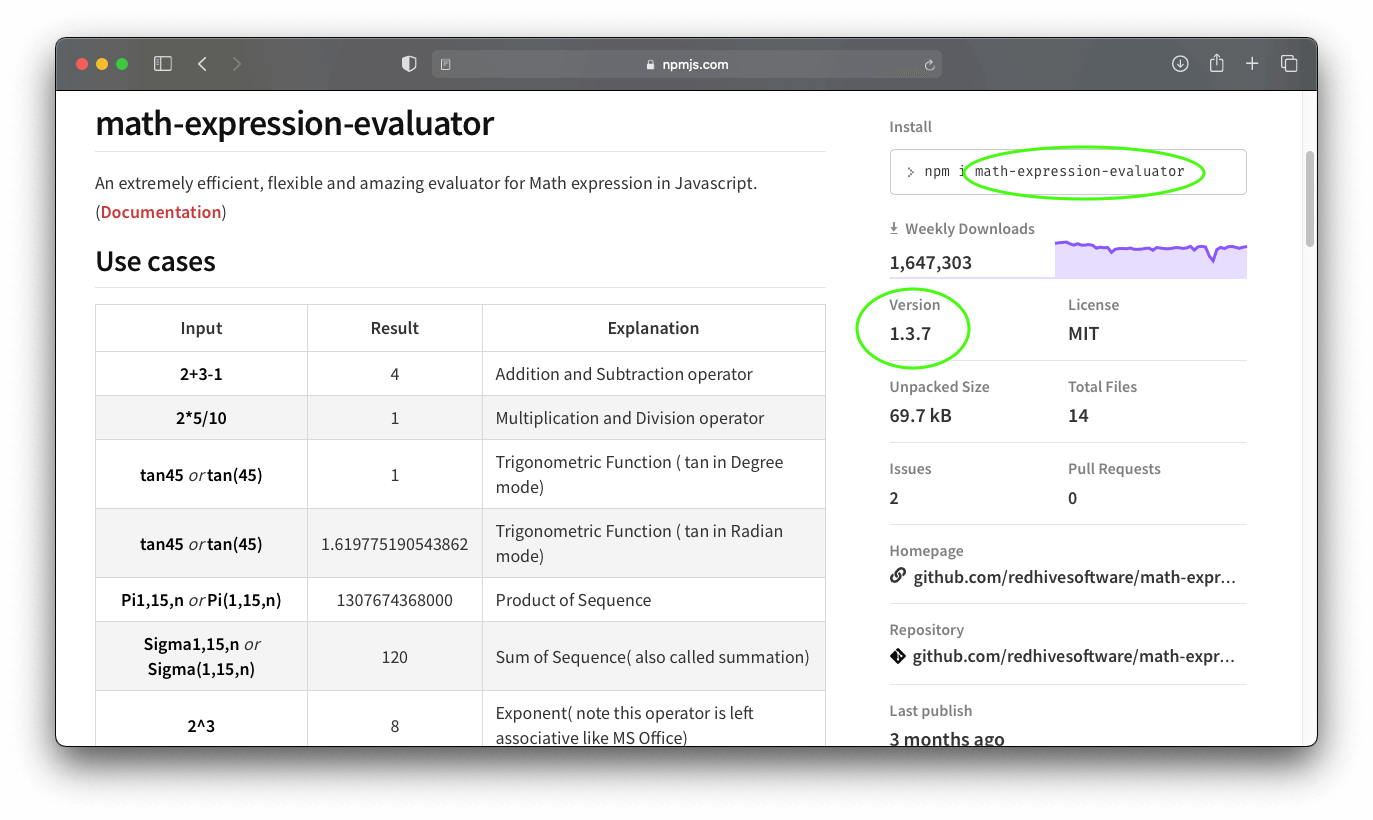 npmjs.com
math-expression-evaluator
An extremely efficient, flexible and amazing evaluator for Math expression in Javascript.
(Documentation)
Use cases
Input Result Explanation
2+3-1 4 Addition and Subtraction operator
2*5/10 1 Multiplication and Division operator
tan45 or tan(45) 1 Trigonometric Function ( tan in Degree
mode)
tan45 or tan(45) 1.619775190543862 Trigonometric Function ( tan in Radian
mode)
Pi1,15,n or Pi(1,15,n) 1307674368000 Product of Sequence
Sigma1,15,n or
Sigma(1,15,n) 120 Sum of Sequence( also called summation)
2^3 8 Exponent( note this operator is left
associative like MS Office)
Install
> npm i math-expression-evaluator
Weekly Downloads
1,647,303
Version License
1.3.7 MIT
Unpacked Size Total Files
69.7 kB 14
Issues Pull Requests
2 0
Homepage
github.com/redhivesoftware/math-expr...
Repository
github.com/redhivesoftware/math-expr...
Last publish
3 months ago